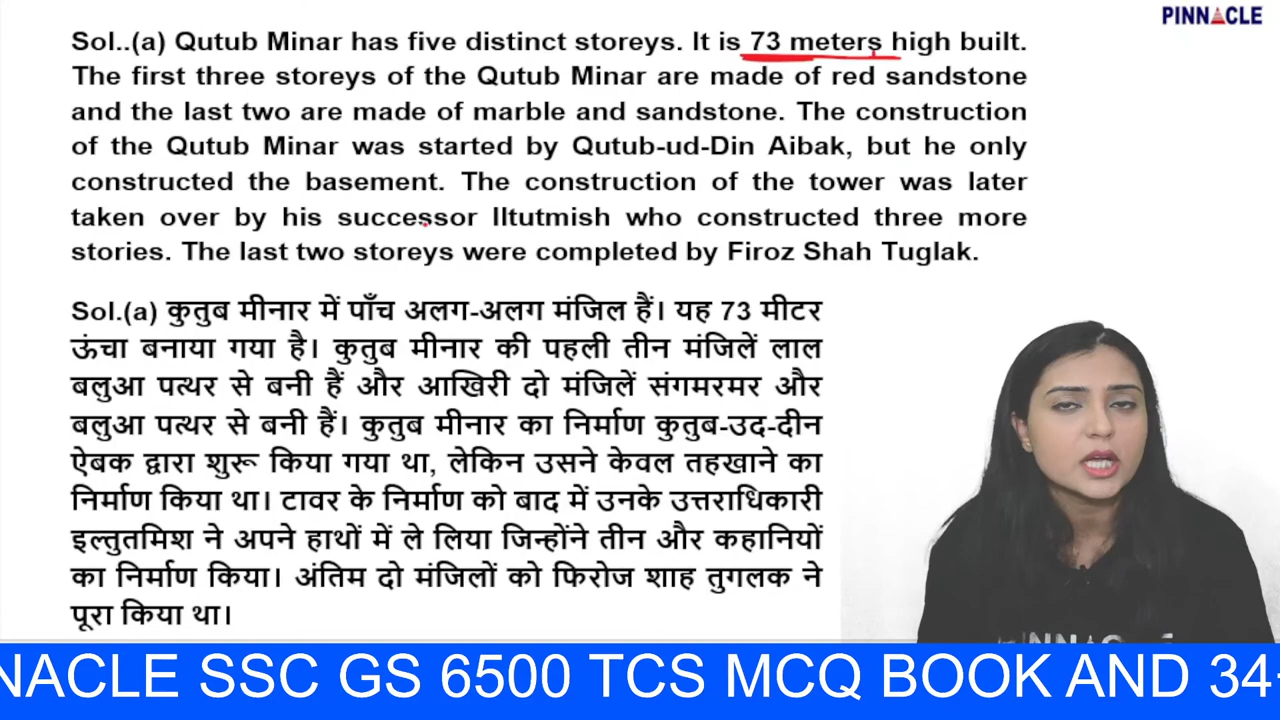 PINNACLE
Sol..(a) Qutub Minar has five distinct storeys. It is 73 meters high built.
The first three storeys of the Qutub Minar are made of red sandstone
and the last two are made of marble and sandstone. The construction
of the Qutub Minar was started by Qutub-ud-Din Aibak, but he only
constructed the basement. The construction of the tower was later
taken over by his successor Iltutmish who constructed three more
stories. The last two storeys were completed by Firoz Shah Tuglak.
Sol.(a) कुतुब मीनार में पाँच अलग-अलग मंजिल हैं। यह 73 मीटर
ऊंचा बनाया गया है। कुतुब मीनार की पहली तीन मंजिलें लाल
बलुआ पत्थर से बनी हैं और आखिरी दो मंजिलें संगमरमर और
बलुआ पत्थर से बनी हैं। कुतुब मीनार का निर्माण कुतुब-उद-दीन
ऐबक द्वारा शुरू किया गया था, लेकिन उसने केवल तहखाने का
निर्माण किया था। टावर के निर्माण को बाद में उनके उत्तराधिकारी
इल्तुतमिश ने अपने हाथों में ले लिया जिन्होंने तीन और कहानियों
का निर्माण किया। अंतिम दो मंजिलों को फिरोज शाह तुगलक ने
पूरा किया था।
NACLE SSC GS 6500 TCS MCQ BOOK AND 34-